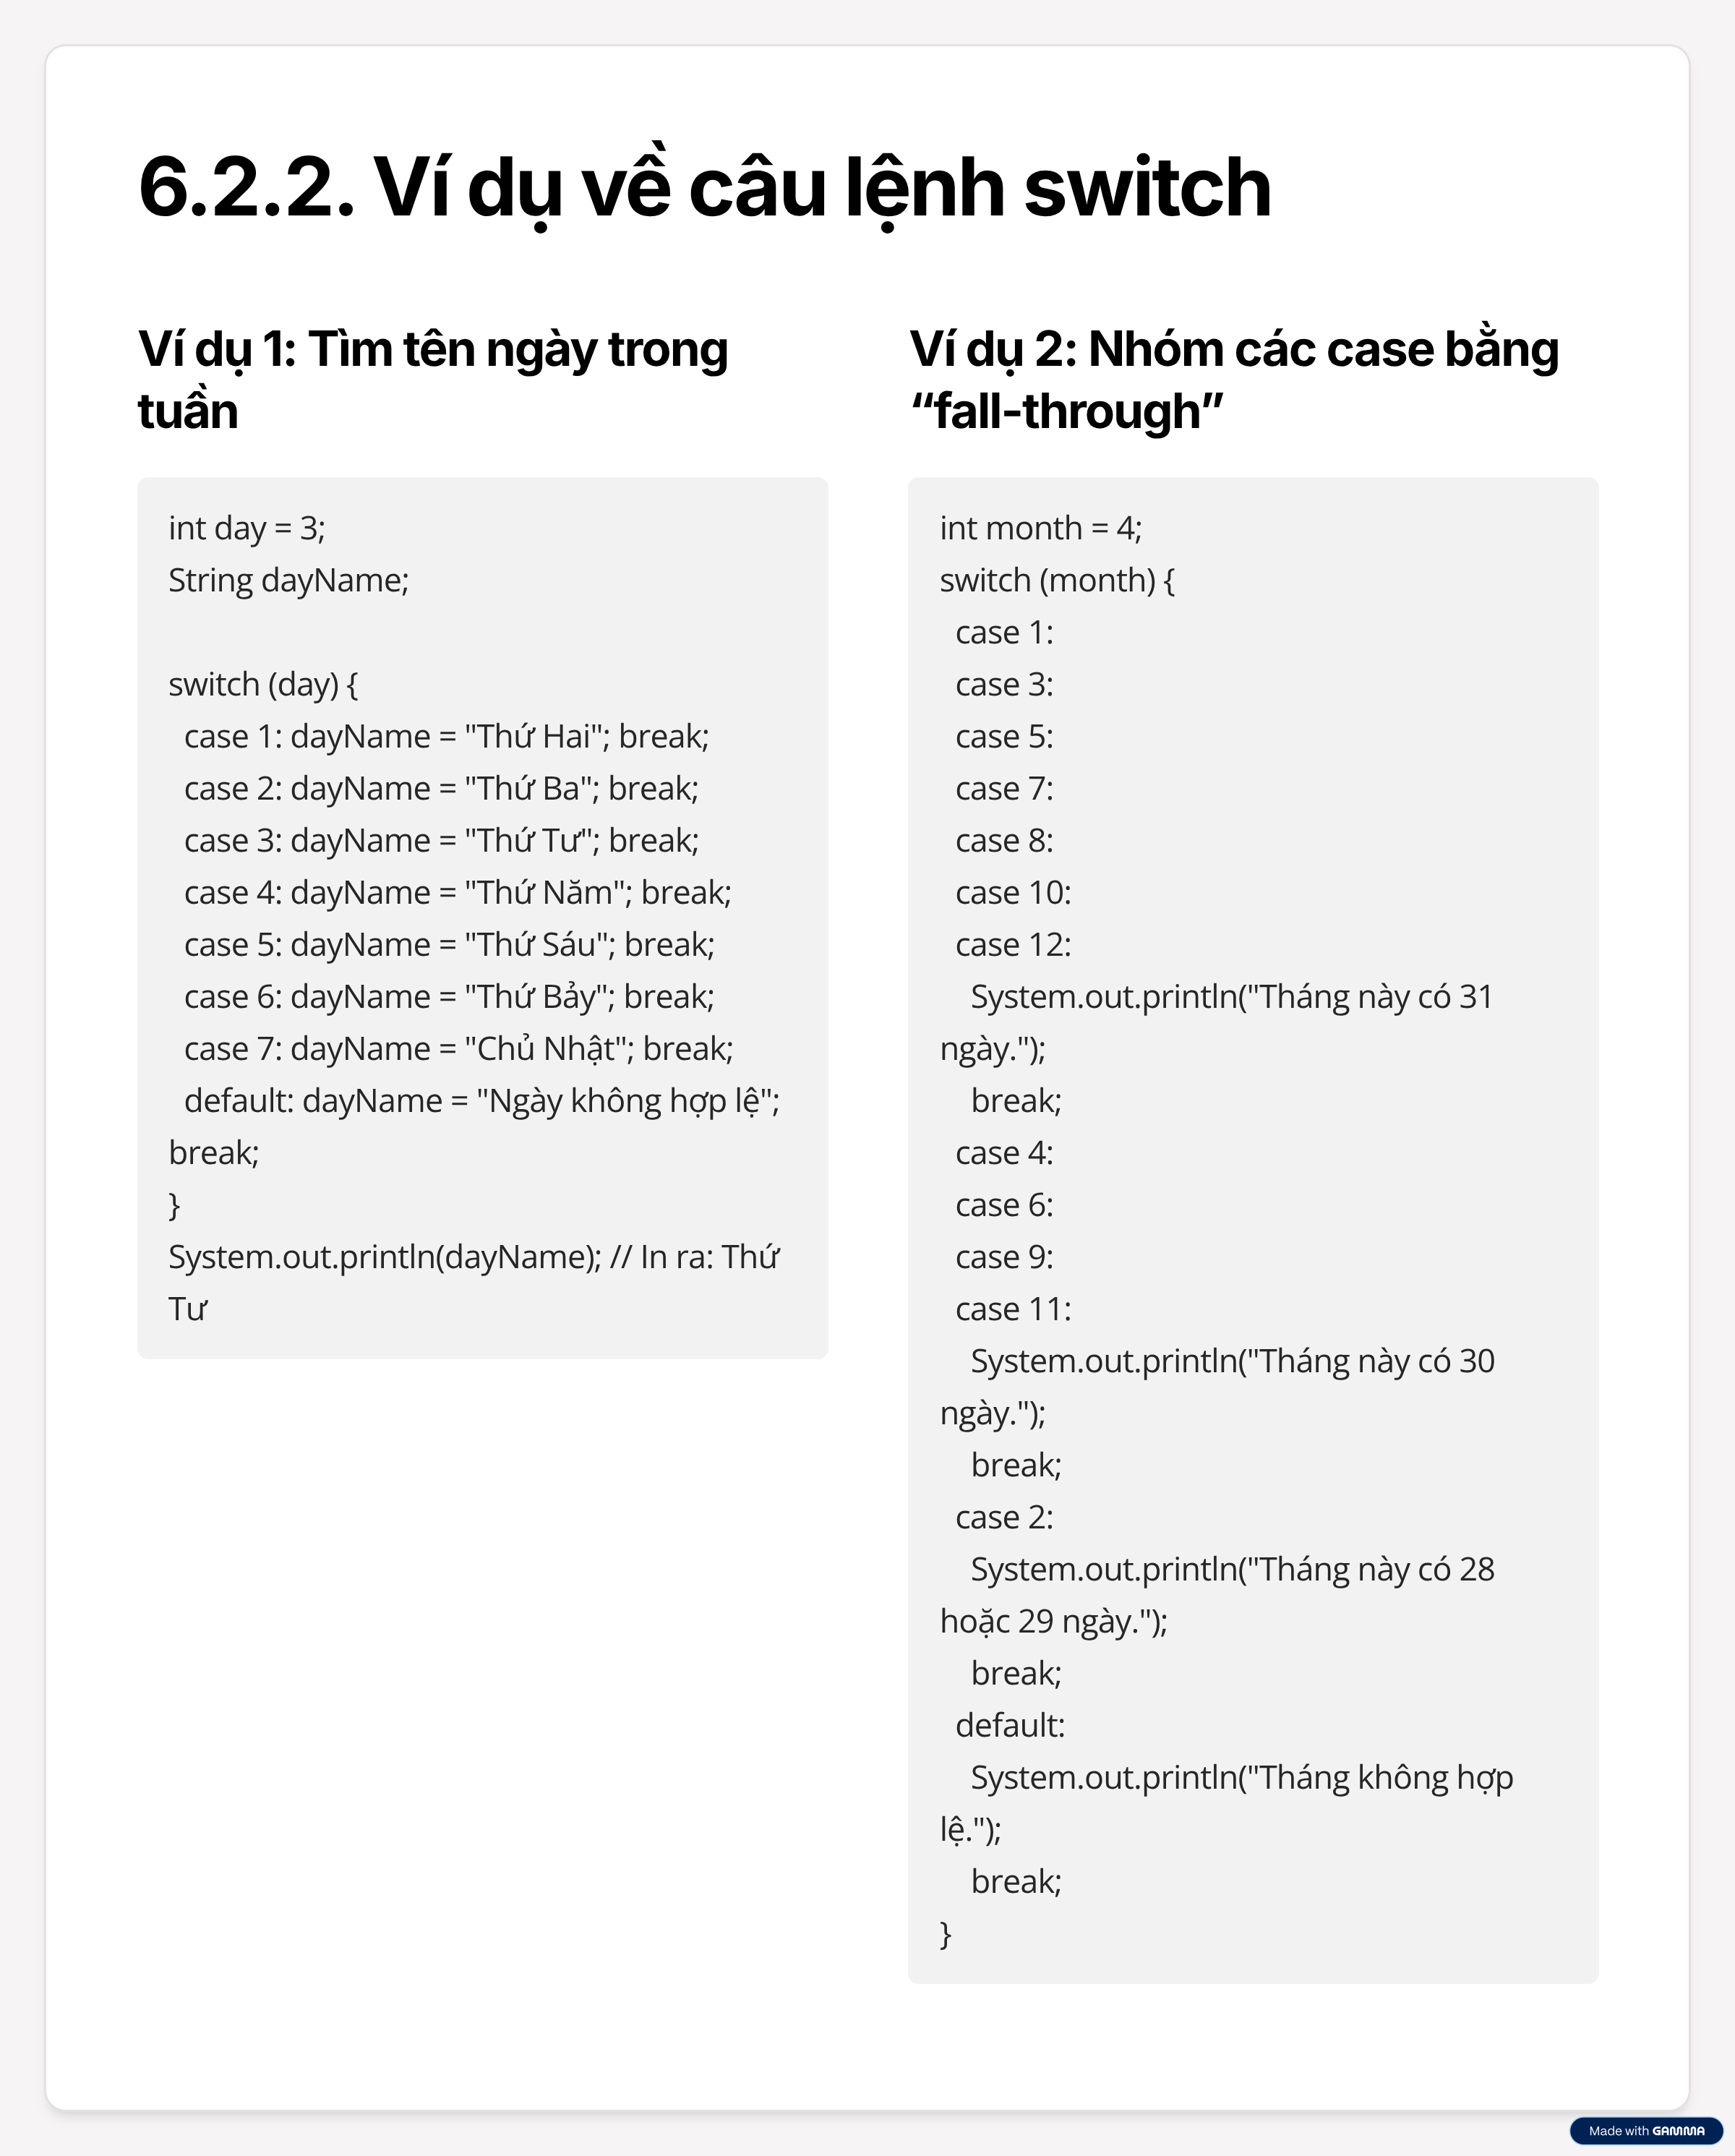 6.2.2. Ví dụ về câu lệnh switch
Ví dụ 1: Tìm tên ngày trong
tuần
int day = 3;
String dayName;

switch (day) {
  case 1: dayName = "Thứ Hai"; break;
  case 2: dayName = "Thứ Ba"; break;
  case 3: dayName = "Thứ Tư"; break;
  case 4: dayName = "Thứ Năm"; break;
  case 5: dayName = "Thứ Sáu"; break;
  case 6: dayName = "Thứ Bảy"; break;
  case 7: dayName = "Chủ Nhật"; break;
  default: dayName = "Ngày không hợp lệ";
break;
}
System.out.println(dayName); // In ra: Thứ
Tư
Ví dụ 2: Nhóm các case bằng
“fall-through”
int month = 4;
switch (month) {
  case 1:
  case 3:
  case 5:
  case 7:
  case 8:
  case 10:
  case 12:
    System.out.println("Tháng này có 31
ngày.");
    break;
  case 4:
  case 6:
  case 9:
  case 11:
    System.out.println("Tháng này có 30
ngày.");
    break;
  case 2:
    System.out.println("Tháng này có 28
hoặc 29 ngày.");
    break;
  default:
    System.out.println("Tháng không hợp
lệ.");
    break;
}
Made with GAMMA